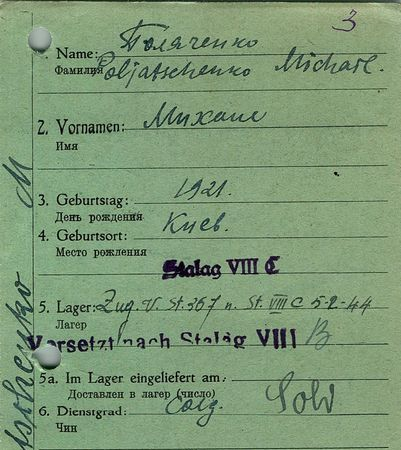 3
1. Name: Поляченко
Фамилия Poljatschenko Michael.
2. Vornamen: Михаил
Имя
3. Geburtstag: 1921.
День рождения
4. Geburtsort: Киев.
Место рождения
Stalag VIII C
5. Lager: Zug. V. St. 367 n. St. VIII C 5-2-44
Лагер
Versetzt nach Stalag VIII B
5a. Im Lager eingeliefert am:
Доставлен в лагер (число)
6. Dienstgrad: Sold
Чин